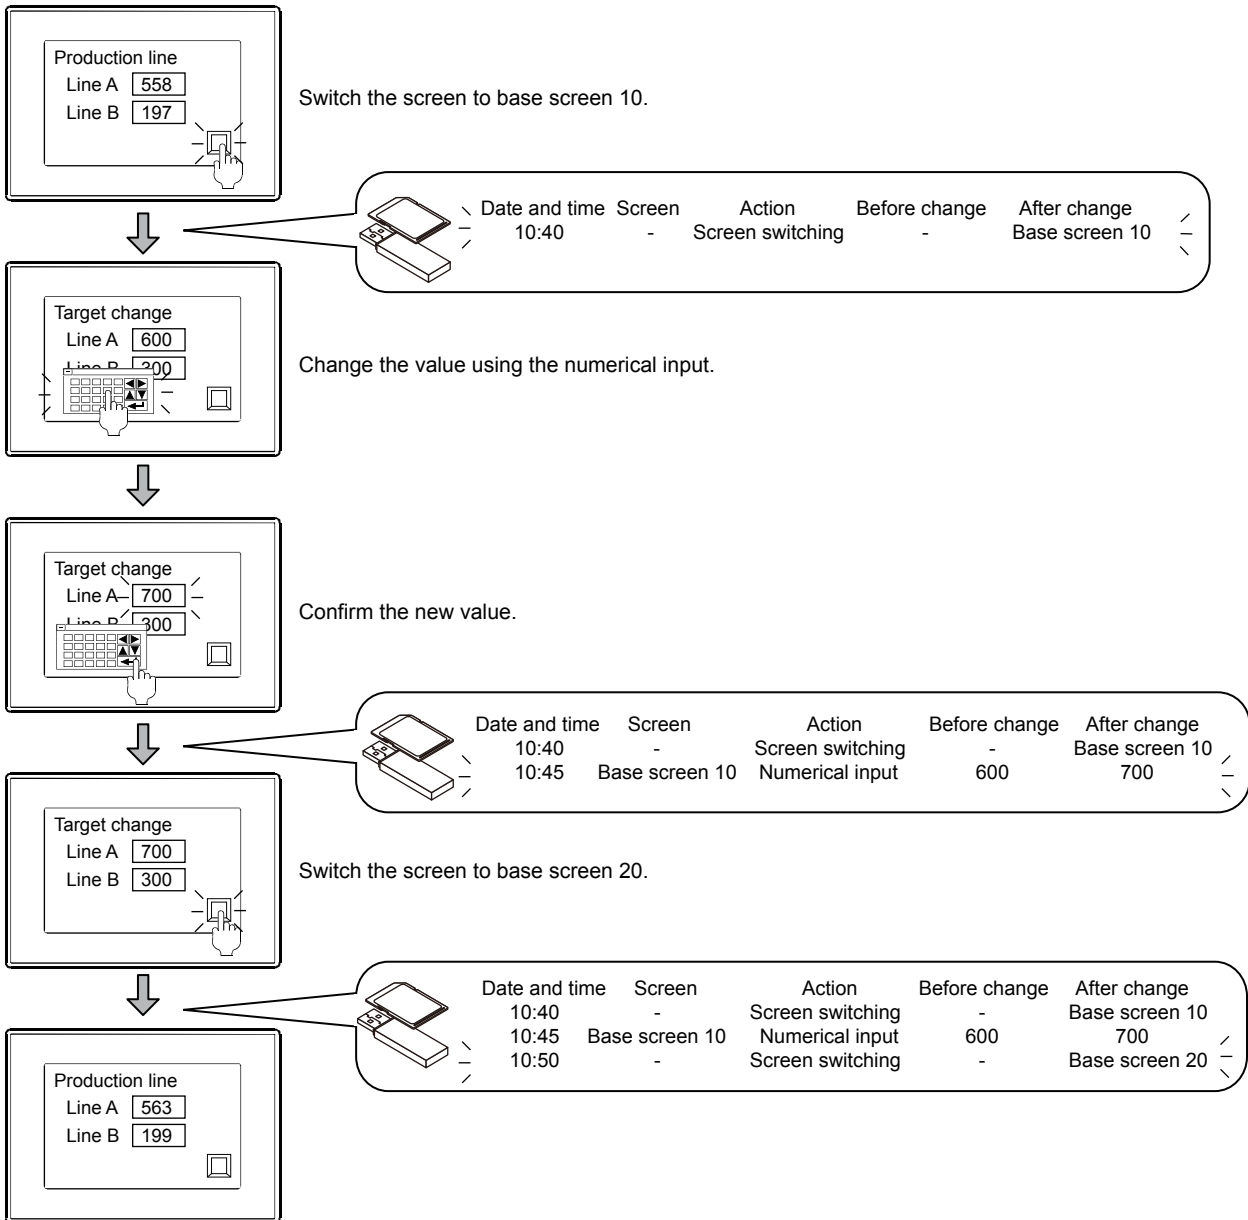 Production line
Line A 558
Line B 197
Switch the screen to base screen 10.
Date and time Screen Action Before change After change
10:40 - Screen switching - Base screen 10
Target change
Line A 600
Line B 300
Change the value using the numerical input.
Target change
Line A 700
Line B 300
Confirm the new value.
Date and time Screen Action Before change After change
10:40 - Screen switching - Base screen 10
10:45 Base screen 10 Numerical input 600 700
Target change
Line A 700
Line B 300
Switch the screen to base screen 20.
Date and time Screen Action Before change After change
10:40 - Screen switching - Base screen 10
10:45 Base screen 10 Numerical input 600 700
10:50 - Screen switching - Base screen 20
Production line
Line A 563
Line B 199